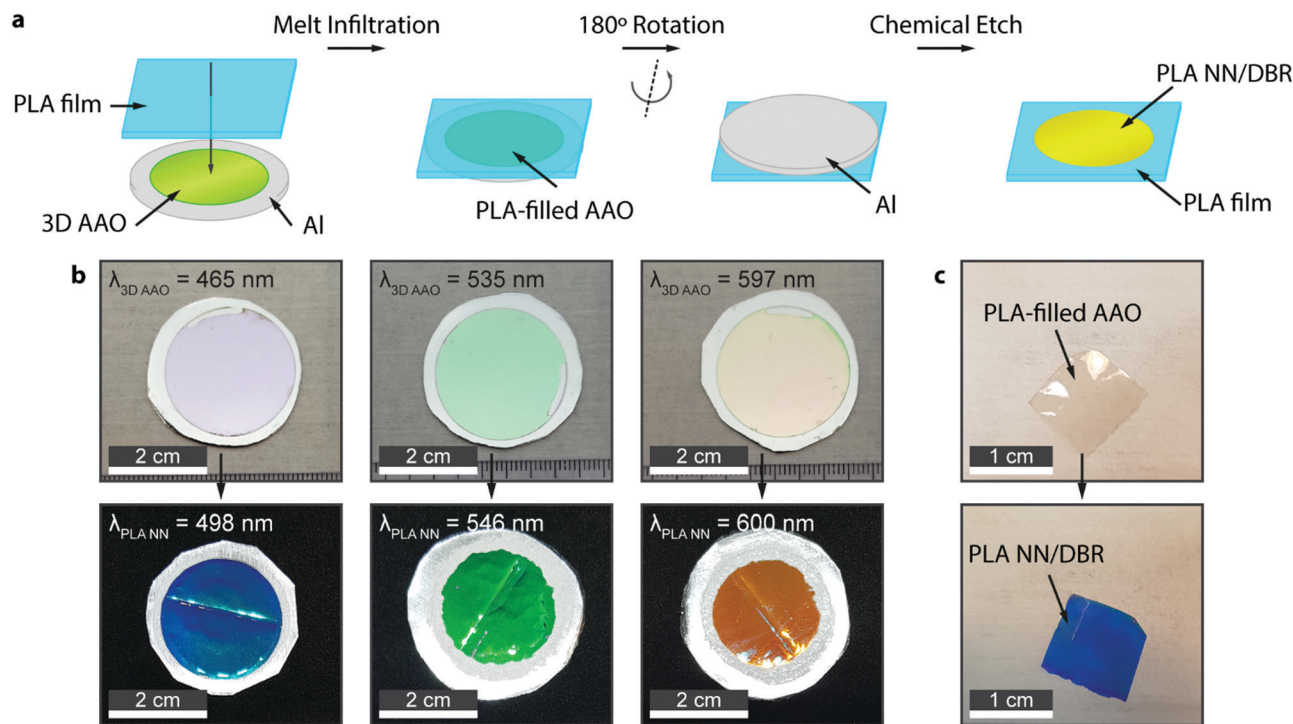 a
Melt Infiltration
180º Rotation
Chemical Etch
PLA film
PLA NN/DBR
3D AAO
Al
PLA-filled AAO
Al
PLA film
b
λ3D AAO = 465 nm
λ3D AAO = 535 nm
λ3D AAO = 597 nm
c
PLA-filled AAO
2 cm
2 cm
2 cm
1 cm
λPLA NN = 498 nm
λPLA NN = 546 nm
λPLA NN = 600 nm
PLA NN/DBR
2 cm
2 cm
2 cm
1 cm